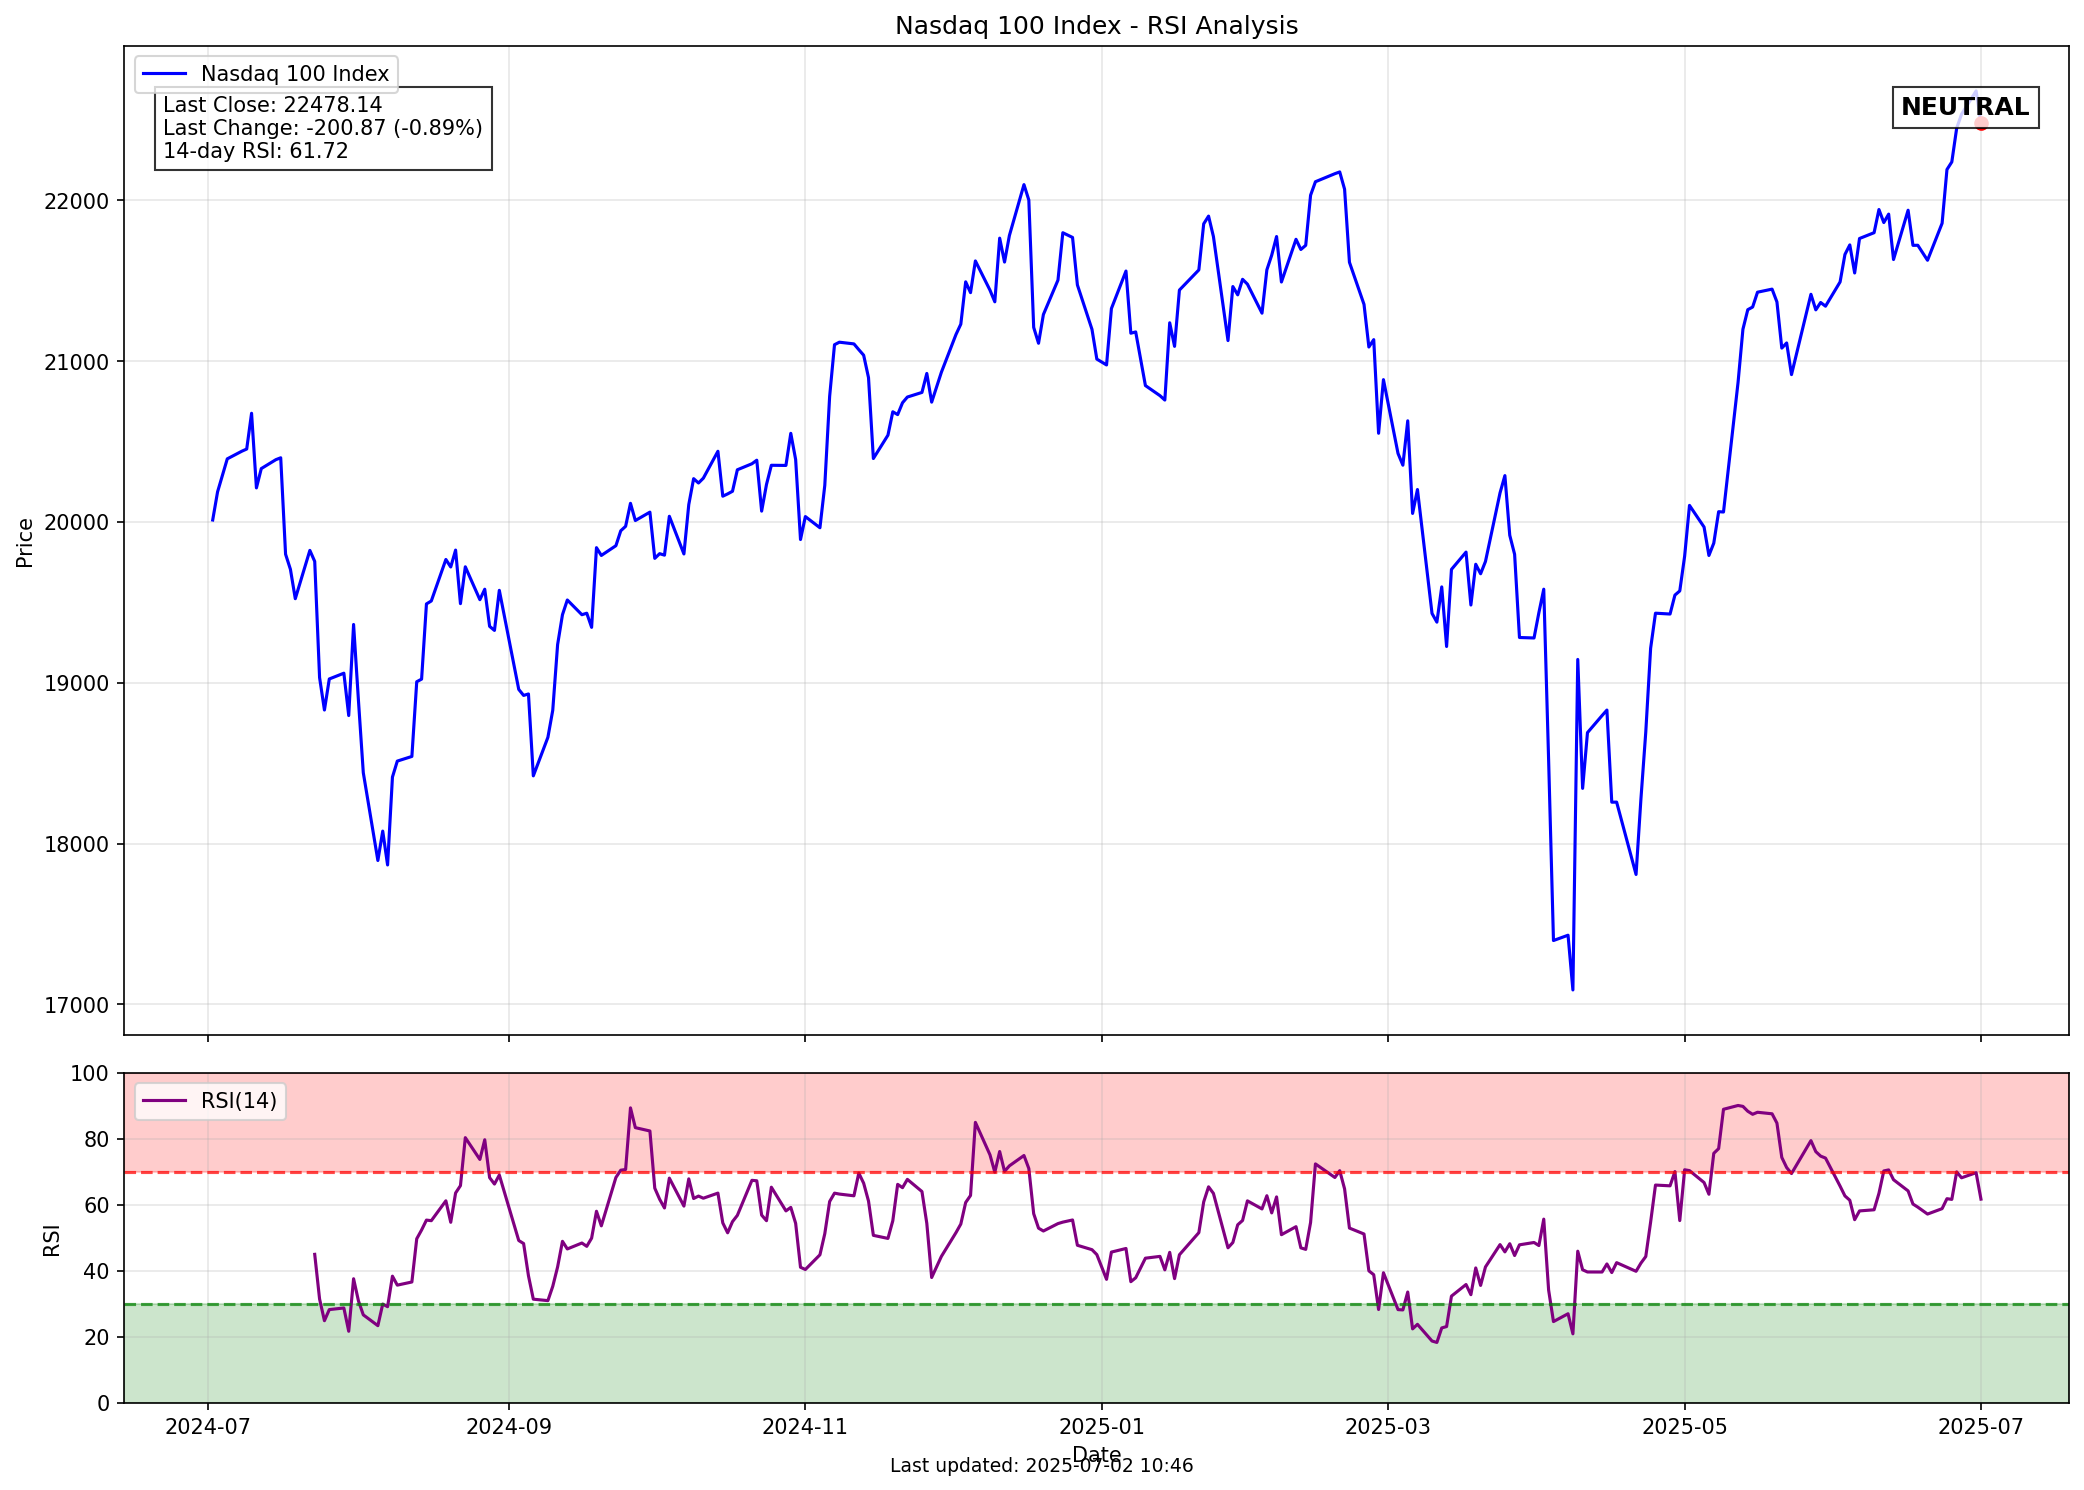 Nasdaq 100 Index - RSI Analysis
Nasdaq 100 Index
Last Close: 22478.14
Last Change: -200.87 (-0.89%)
14-day RSI: 61.72
NEUTRAL
22000
21000
20000
19000
18000
17000
Price
RSI(14)
100
80
60
40
20
0
RSI
2024-07
2024-09
2024-11
2025-01
2025-03
2025-05
2025-07
Date
Last updated: 2025-07-02 10:46